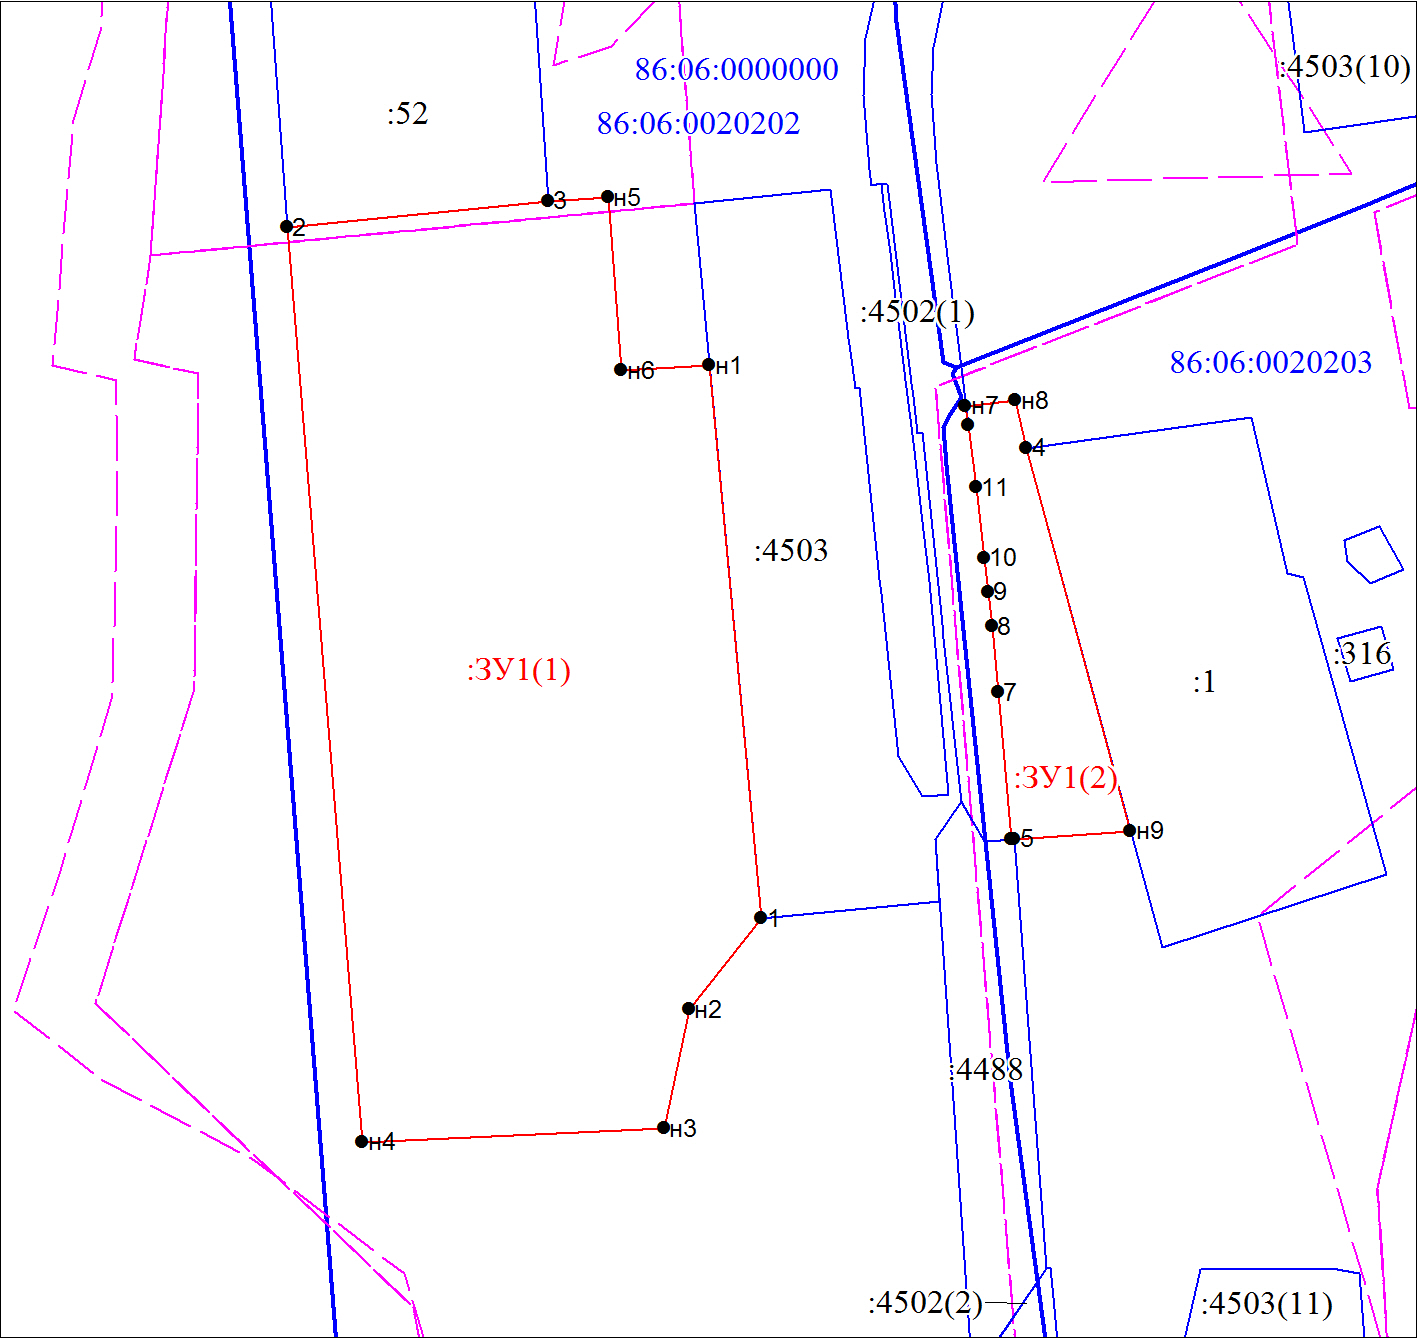 86:06:0000000
:4503(10)
:52
86:06:0020202
3
н5
2
:4502(1)
86:06:0020203
н1
н6
н7
н8
4
11
:4503
10
9
8
:316
:ЗУ1(1)
:1
7
:ЗУ1(2)
5
н9
1
н2
:4488
н3
н4
:4502(2)
:4503(11)